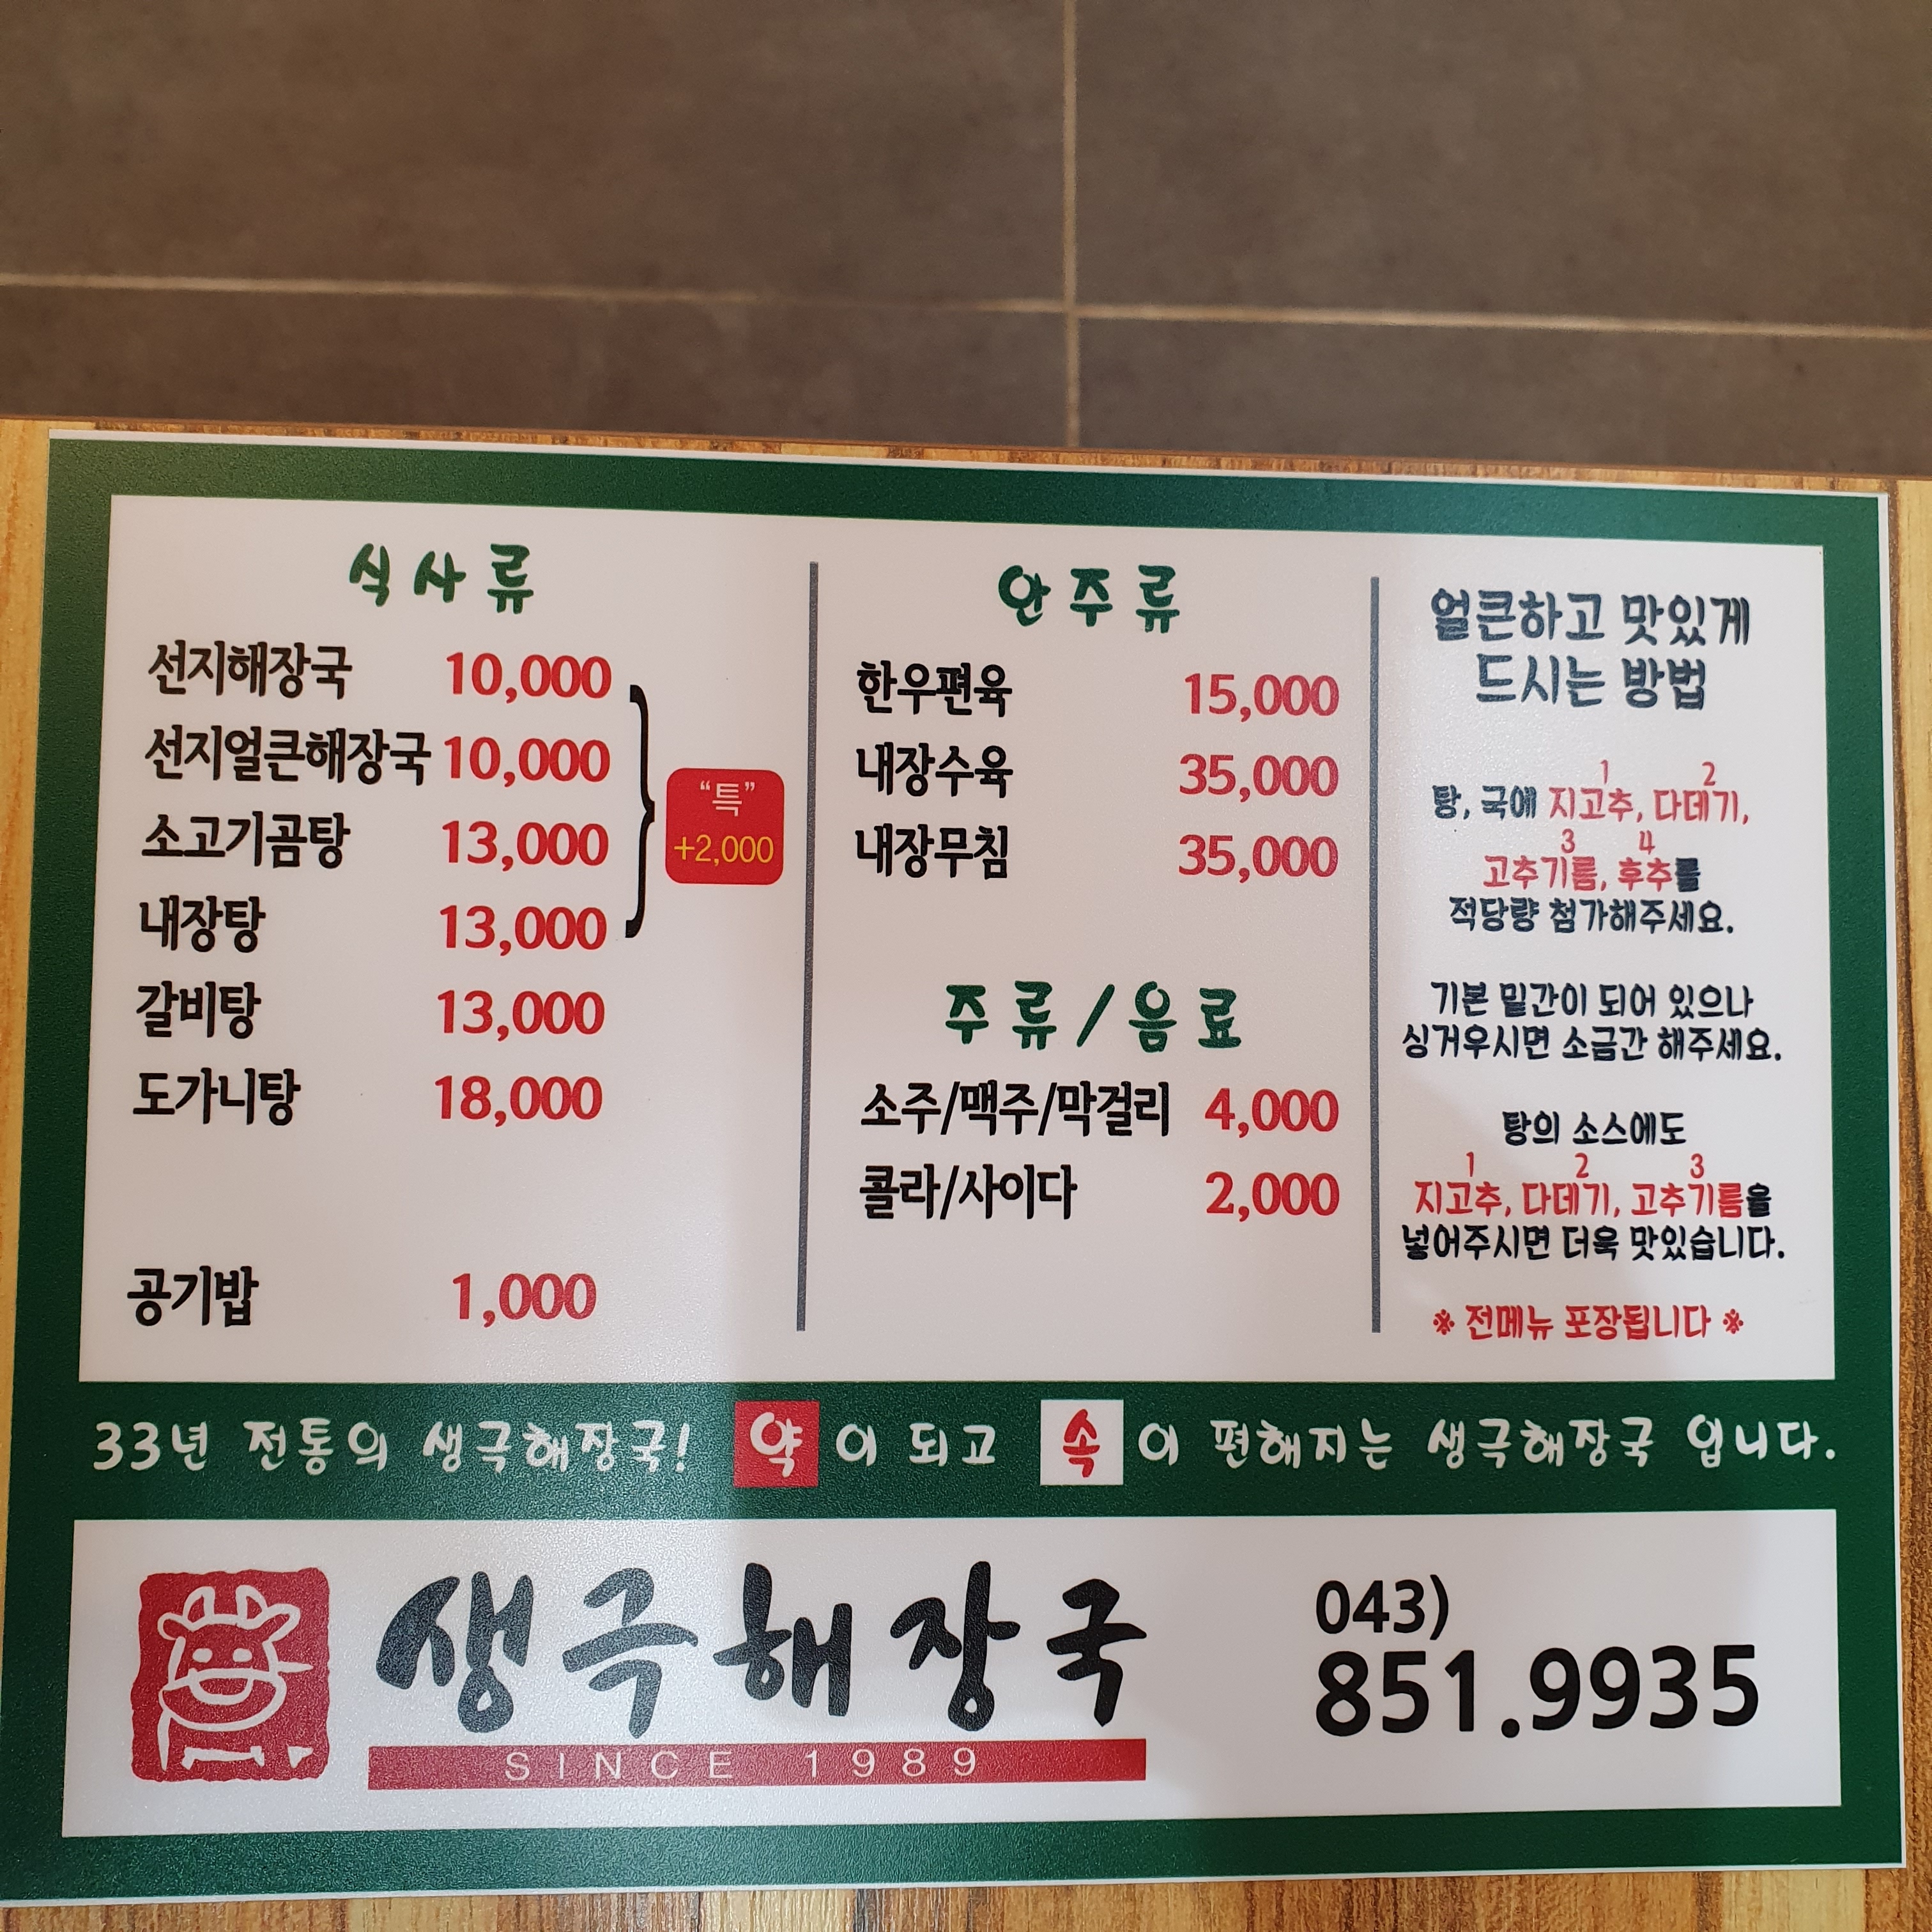 식사류
선지해장국 10,000
선지얼큰해장국 10,000
소고기곰탕 13,000
내장탕 13,000
"특"
+2,000
갈비탕 13,000
도가니탕 18,000
공기밥 1,000
안주류
한우편육 15,000
내장수육 35,000
내장무침 35,000
주류/음료
소주/맥주/막걸리 4,000
콜라/사이다 2,000
얼큰하고 맛있게
드시는 방법
1 2
탕, 국에 지고추, 다데기,
3 4
고추기름, 후추를
적당량 첨가해주세요.
기본 밑간이 되어 있으나
싱거우시면 소금간 해주세요.
탕의 소스에도
1 2 3
지고추, 다데기, 고추기름을
넣어주시면 더욱 맛있습니다.
※ 전메뉴 포장됩니다 ※
33년 전통의 생극해장국! 약이 되고 속이 편해지는 생극해장국 입니다.
생극해장국
SINCE 1989
043)
851.9935